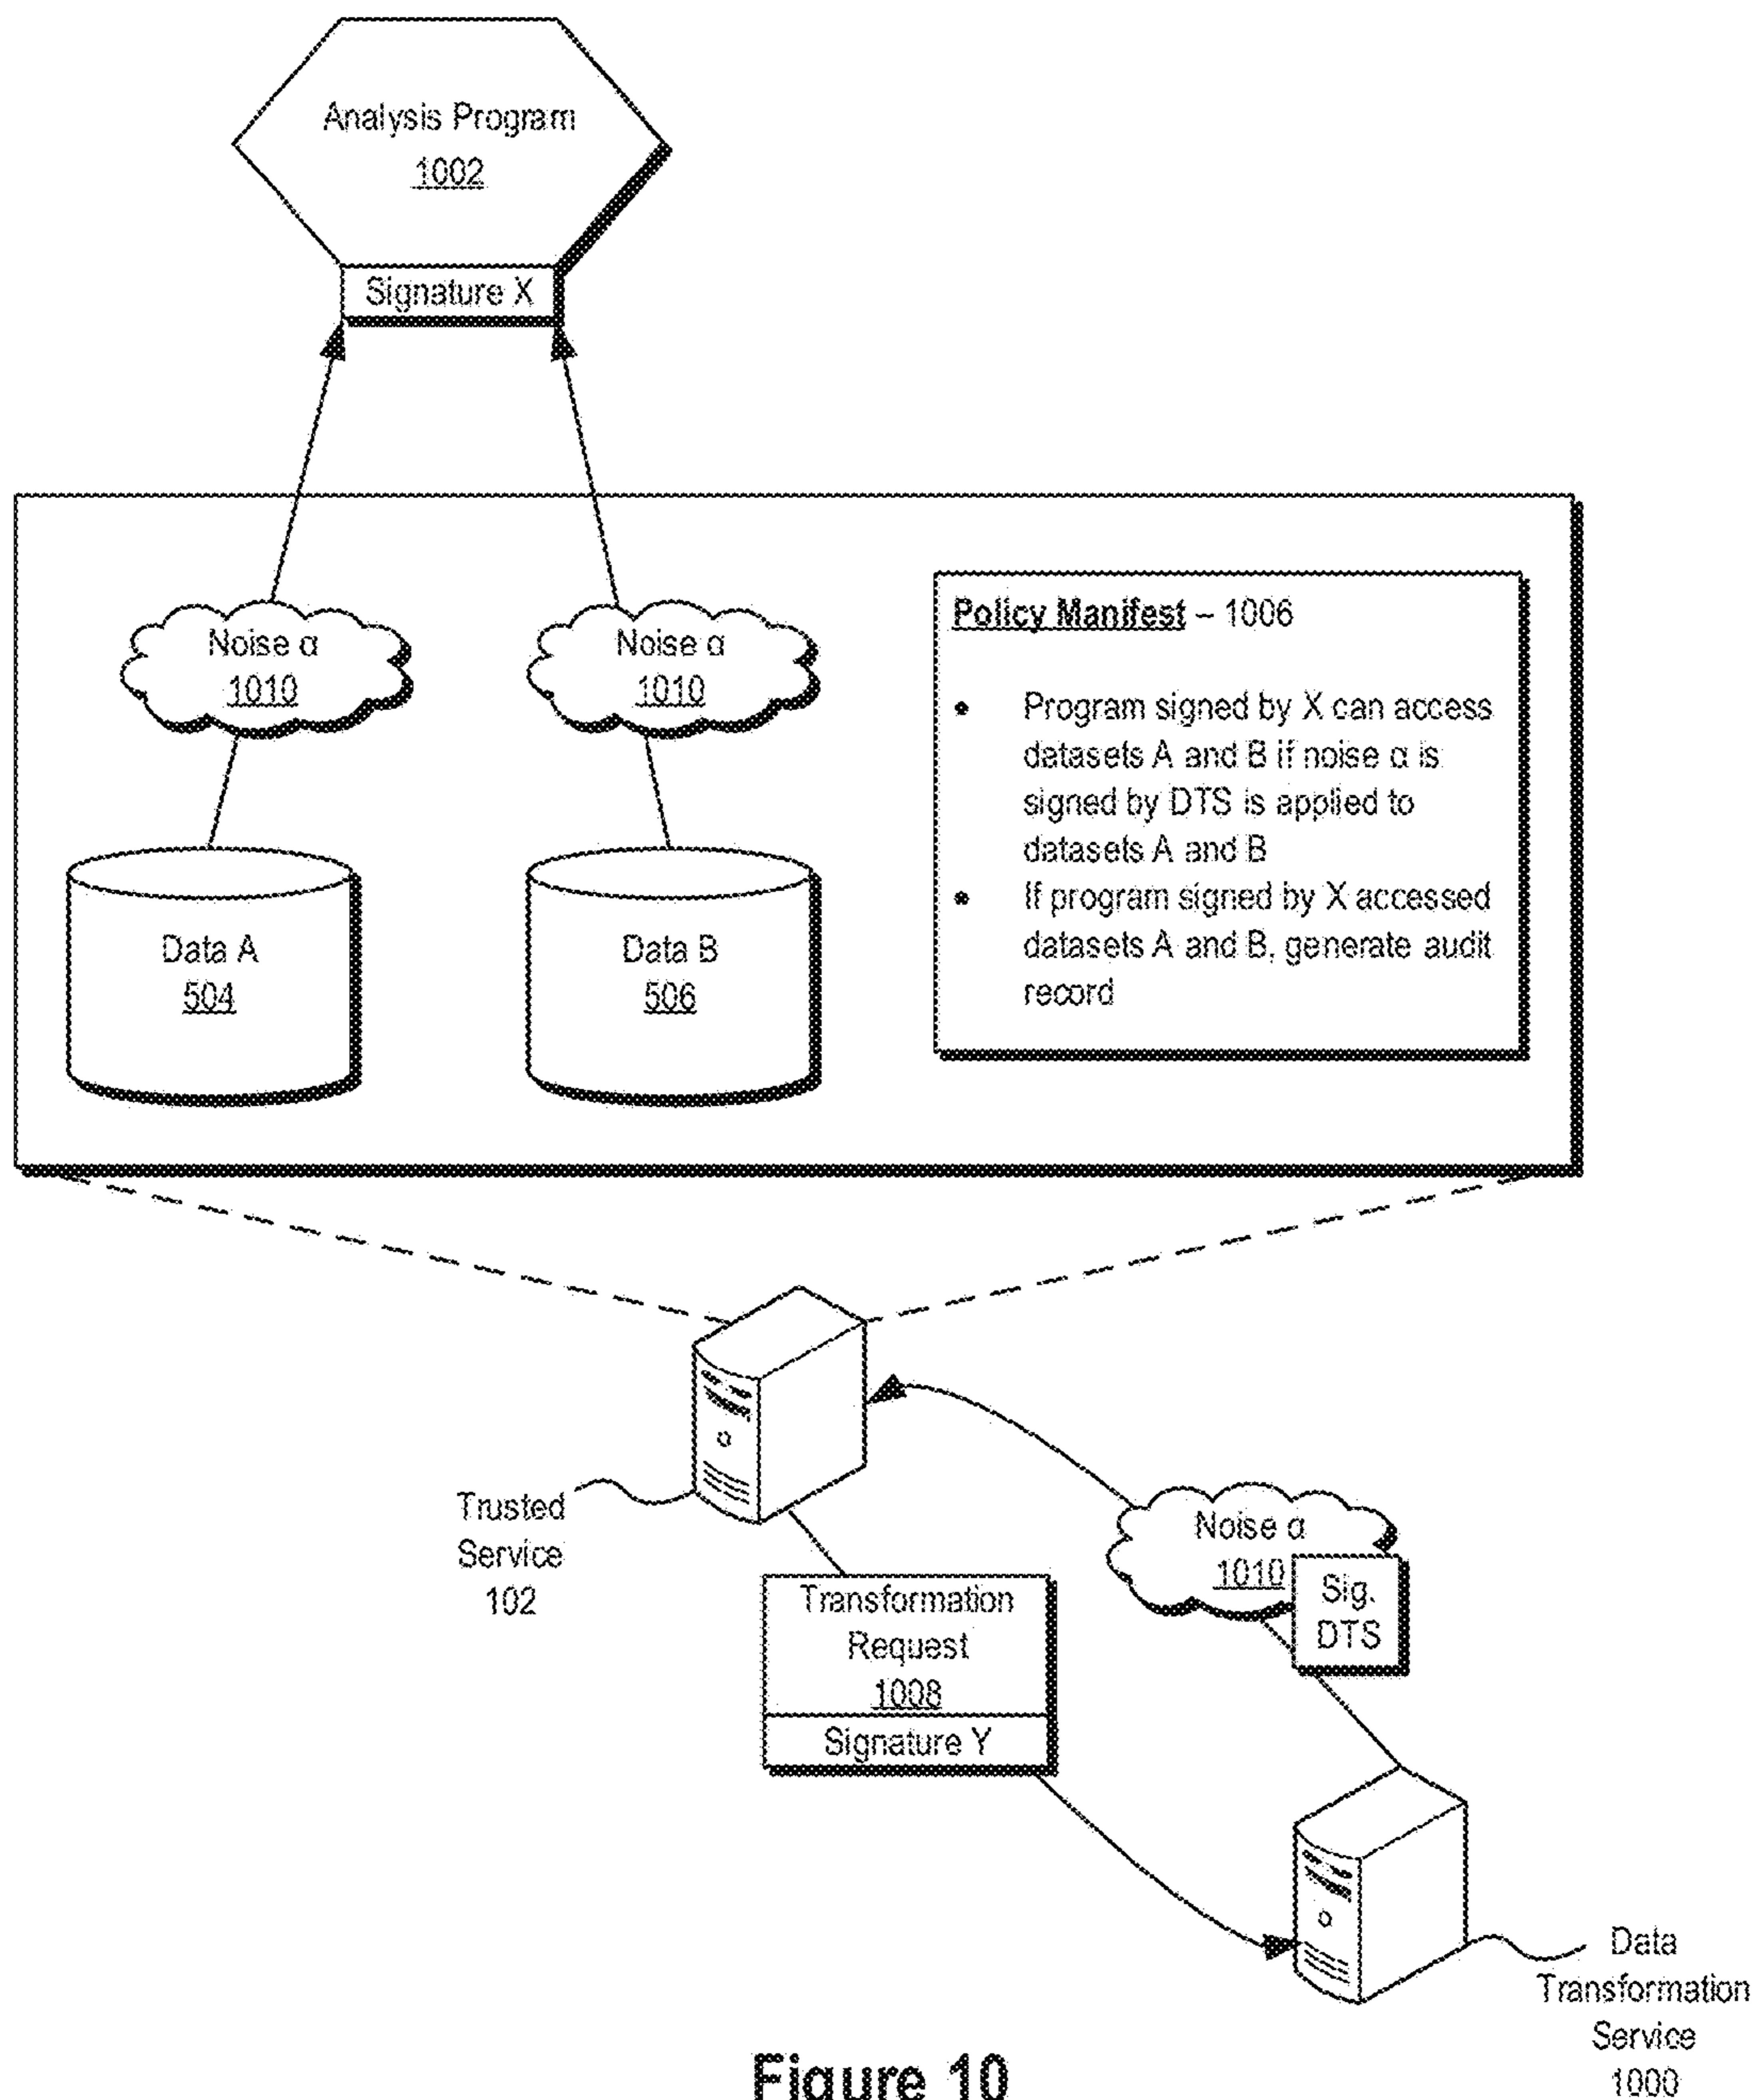 Analysis Program
1002
Signature X
Noise α
1010
Noise α
1010
Data A
504
Data B
506
Policy Manifest – 1006
• Program signed by X can access
datasets A and B if noise α is
signed by DTS is applied to
datasets A and B
• If program signed by X accessed
datasets A and B, generate audit
record
Trusted
Service
102
Transformation
Request
1008
Signature Y
Noise α
1010
Sig.
DTS
Data
Transformation
Service
1000
Figure 10